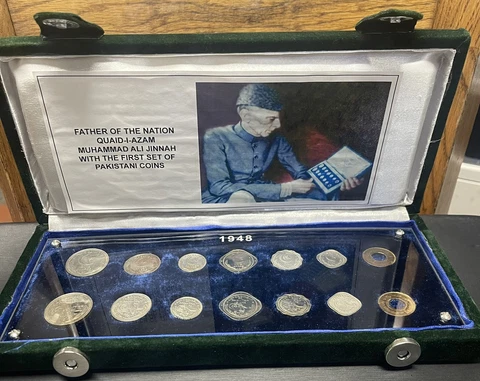 FATHER OF THE NATION
QUAID-I-AZAM
MUHAMMAD ALI JINNAH
WITH THE FIRST SET OF
PAKISTANI COINS
1948